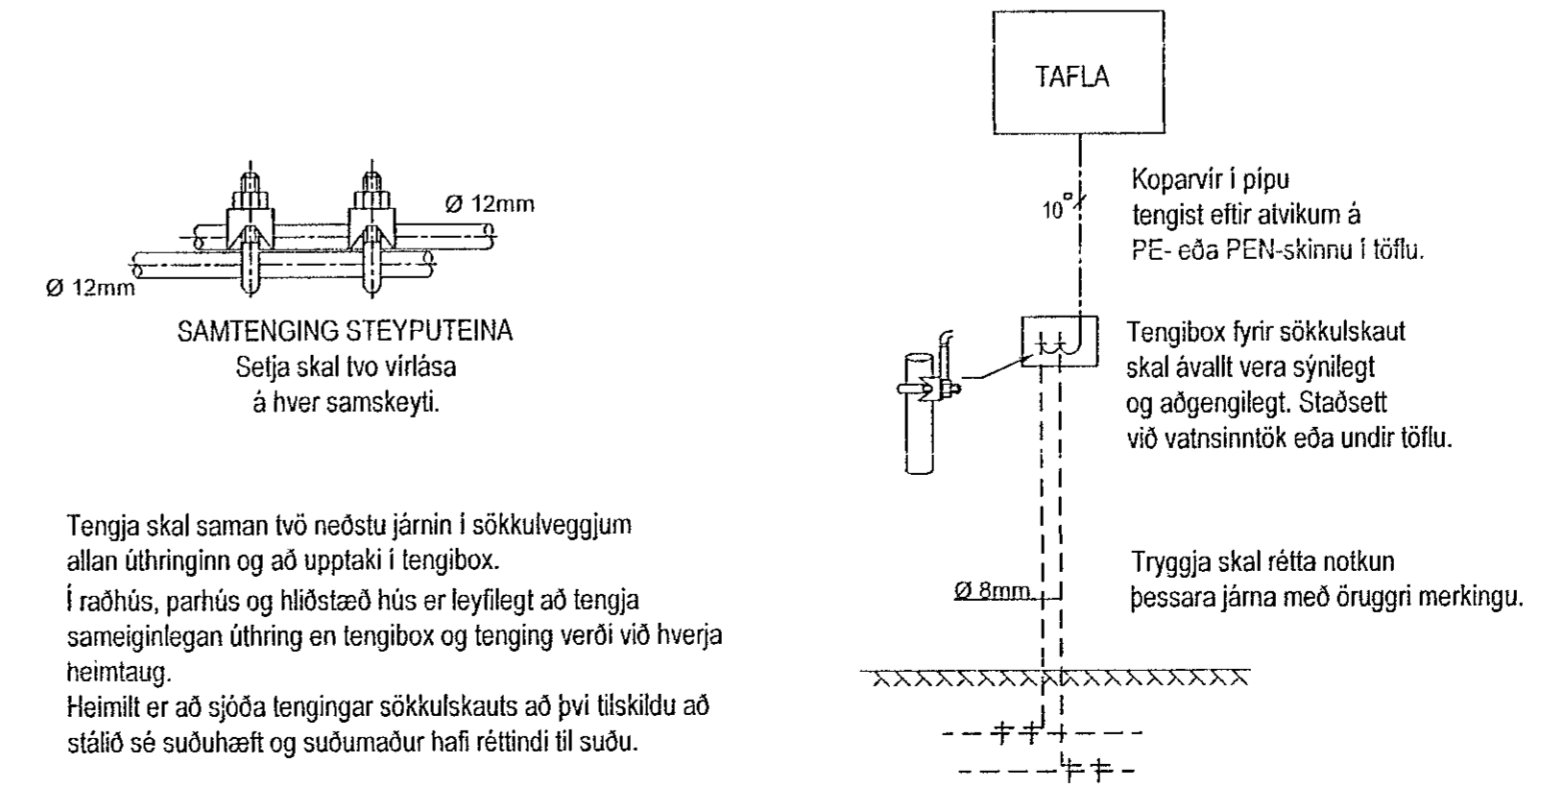 TAFLA
Koparvír í pípu
tengist eftir atvikum á
PE- eða PEN-skinnu í töflu.
10□
Ø 12mm
Ø 12mm
SAMTENGING STEYPUTEINA
Setja skal tvo vírlása
á hver samskeyti.
Tengibox fyrir sökkulskaut
skal ávallt vera sýnilegt
og aðgengilegt. Staðsett
við vatnsinntök eða undir töflu.
Tengja skal saman tvö neðstu járnin í sökkulveggjum
allan úthringinn og að upptaki í tengibox.
Í raðhús, parhús og hliðstæð hús er leyfilegt að tengja
sameiginlegan úthring en tengibox og tenging verði við hverja
heimtaug.
Heimilt er að sjóða tengingar sökkulskauts að því tilskildu að
stálið sé suðuhæft og suðumaður hafi réttindi til suðu.
Tryggja skal rétta notkun
þessara járna með öruggri merkingu.
Ø 8mm